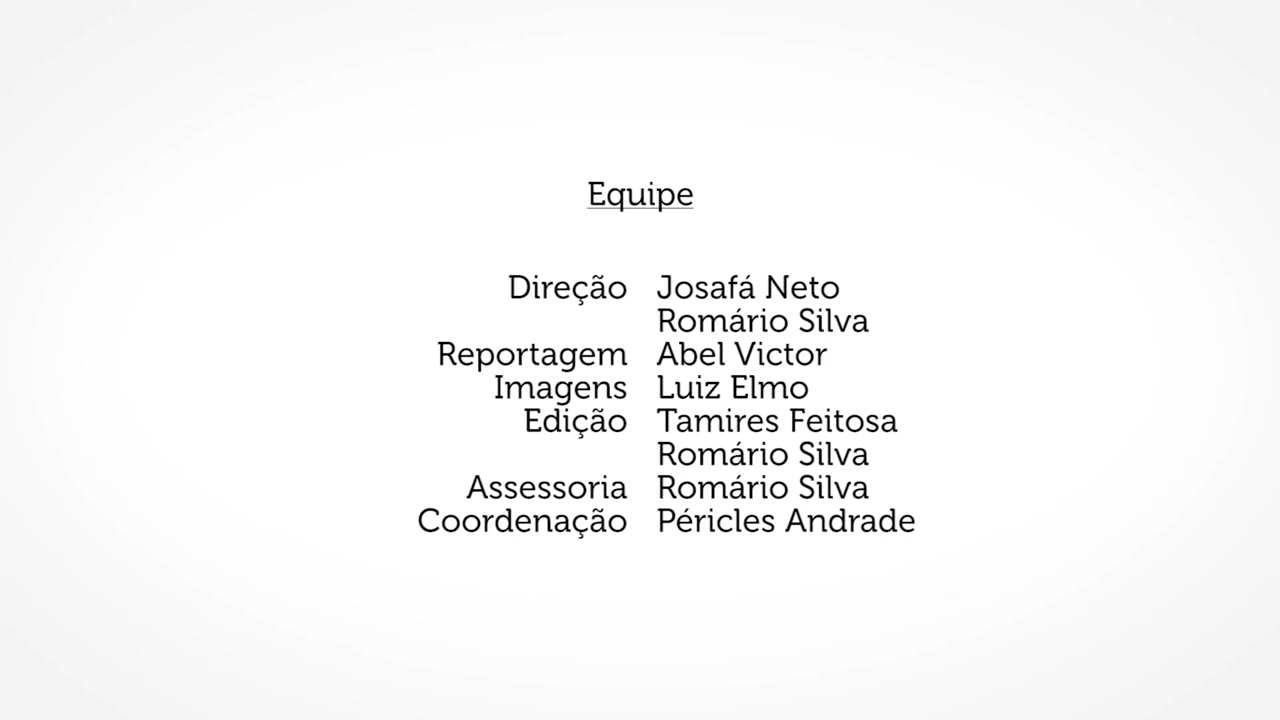 Equipe
Direção Josafá Neto
Romário Silva
Reportagem Abel Victor
Imagens Luiz Elmo
Edição Tamires Feitosa
Romário Silva
Assessoria Romário Silva
Coordenação Péricles Andrade